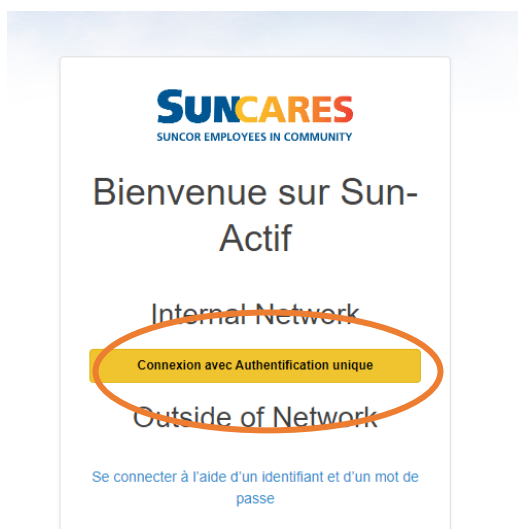 SUNCARES
SUNCOR EMPLOYEES IN COMMUNITY
Bienvenue sur Sun-
Actif
Internal Network
Connexion avec Authentification unique
Outside of Network
Se connecter à l'aide d'un identifiant et d'un mot de
passe